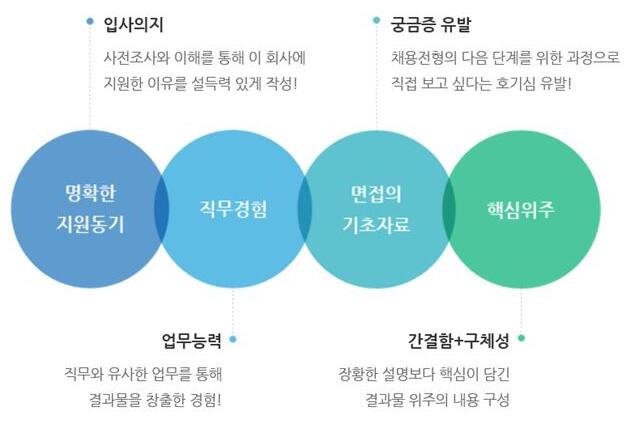 입사의지
사전조사와 이해를 통해 이 회사에
지원한 이유를 설득력 있게 작성!
궁금증 유발
채용전형의 다음 단계를 위한 과정으로
직접 보고 싶다는 호기심 유발!
명확한
지원동기
직무경험
면접의
기초자료
핵심위주
업무능력
직무와 유사한 업무를 통해
결과물을 창출한 경험!
간결함+구체성
장황한 설명보다 핵심이 담긴
결과물 위주의 내용 구성